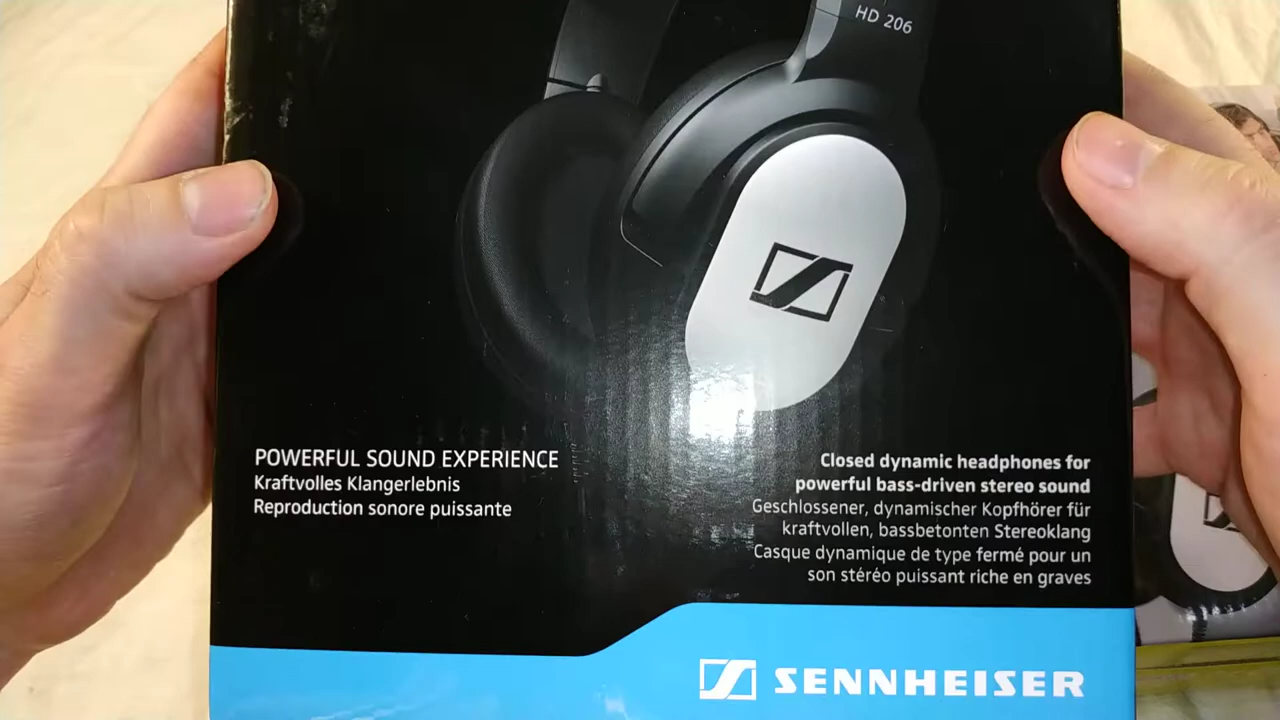 HD 206
POWERFUL SOUND EXPERIENCE
Kraftvolles Klangerlebnis
Reproduction sonore puissante
Closed dynamic headphones for
powerful bass-driven stereo sound
Geschlossener, dynamischer Kopfhörer für
kraftvollen, bassbetonten Stereoklang
Casque dynamique de type fermé pour un
son stéréo puissant riche en graves
SENNHEISER